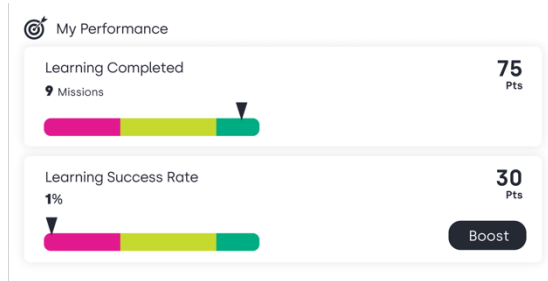 My Performance
Learning Completed
9 Missions
75
Pts
Learning Success Rate
1%
30
Pts
Boost